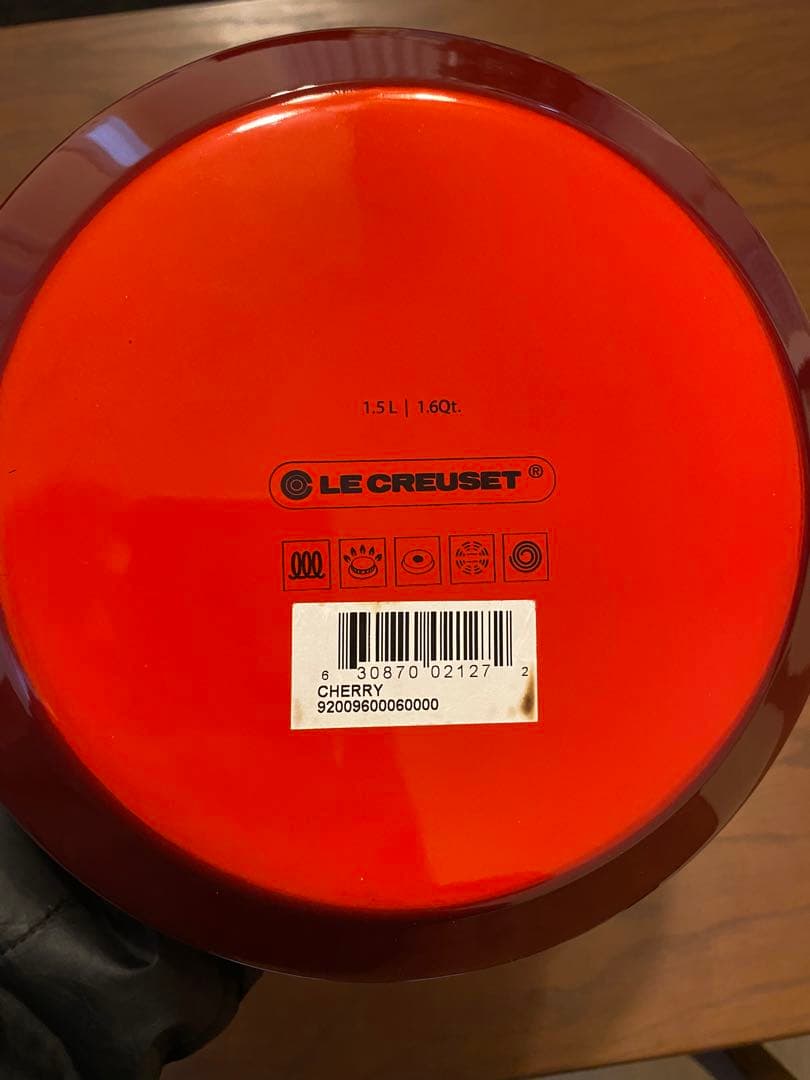 1.5 L | 1.6Qt.
LE CREUSET ®
6 30870 02127 2
CHERRY
92009600060000